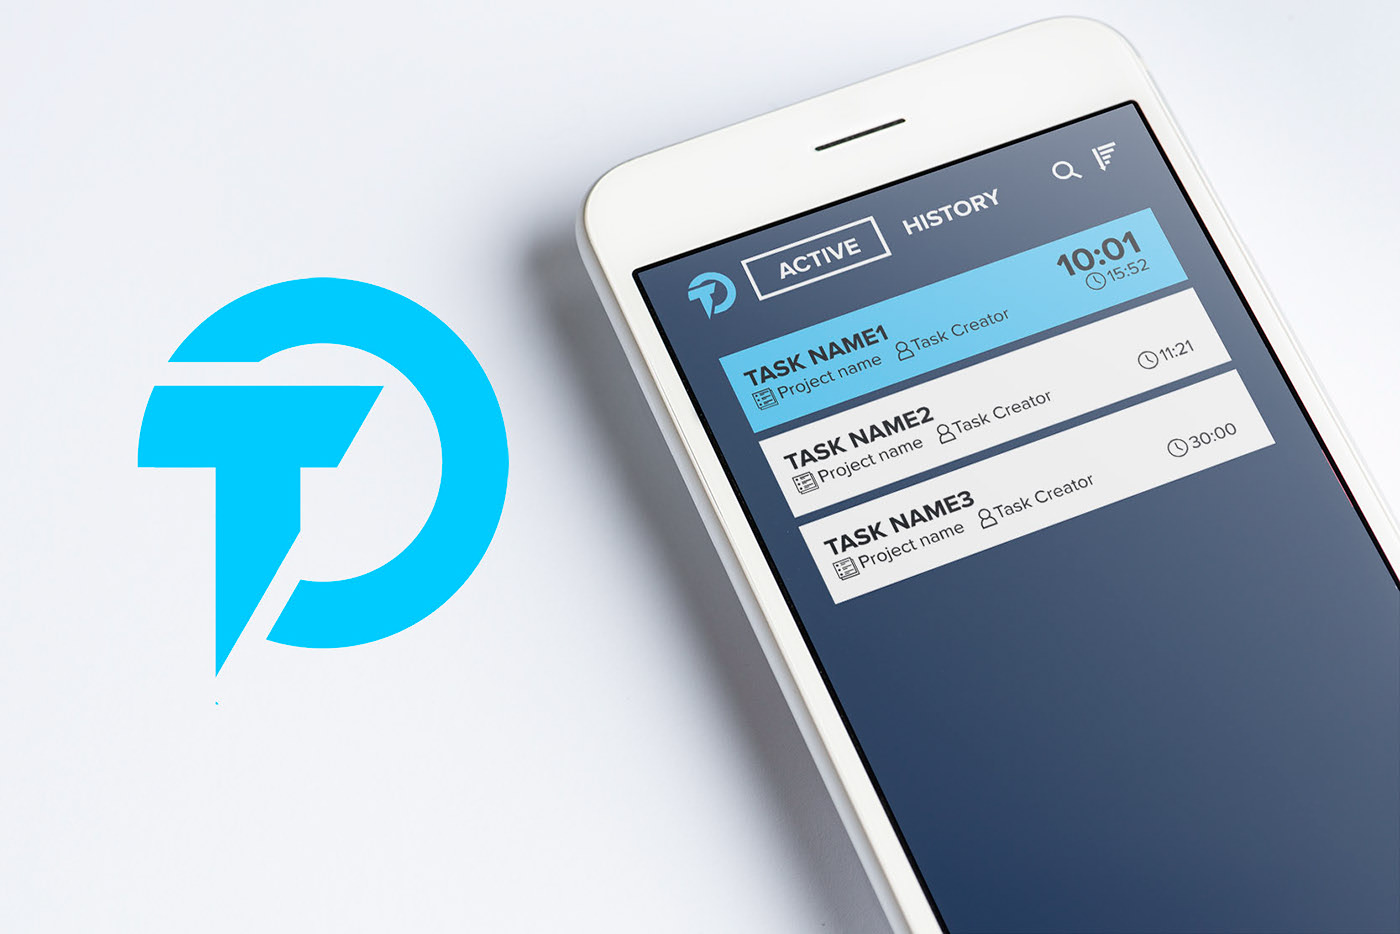 ACTIVE HISTORY
10:01
15:52
TASK NAME1
Project name Task Creator
11:21
TASK NAME2
Project name Task Creator
30:00
TASK NAME3
Project name Task Creator